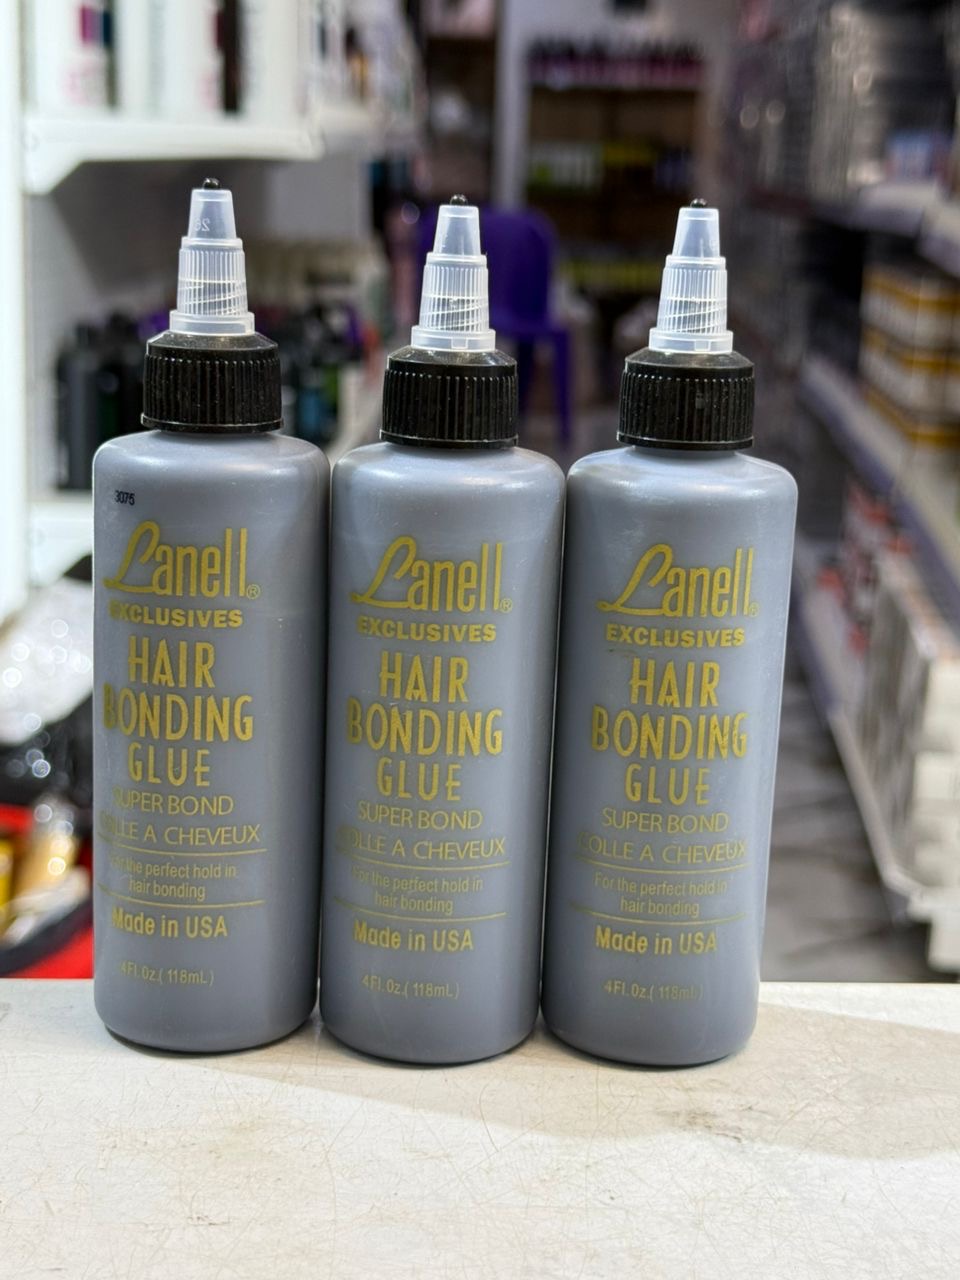 3075
Lanell®
EXCLUSIVES
HAIR
BONDING
GLUE
SUPER BOND
COLLE A CHEVEUX
For the perfect hold in
hair bonding
Made in USA
4Fl.Oz.(118mL)
Lanell®
EXCLUSIVES
HAIR
BONDING
GLUE
SUPER BOND
COLLE A CHEVEUX
For the perfect hold in
hair bonding
Made in USA
4Fl.Oz.(118mL)
Lanell®
EXCLUSIVES
HAIR
BONDING
GLUE
SUPER BOND
COLLE A CHEVEUX
For the perfect hold in
hair bonding
Made in USA
4Fl.Oz.(118mL)